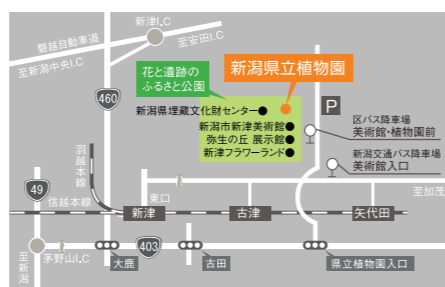 新津I.C
磐越自動車道
至安田I.C
至新潟中央I.C
花と遺跡の
ふるさと公園
新潟県立植物園
460
新潟県埋蔵文化財センター●
新潟市新津美術館●
弥生の丘 展示館●
新津フラワーランド●
P
区バス降車場
美術館・植物園前
新潟交通バス降車場
美術館入口
羽越本線
49
信越本線
東口
至加茂
新津
古津
矢代田
至新潟
茅野山I.C
403
大鹿
古田
県立植物園入口